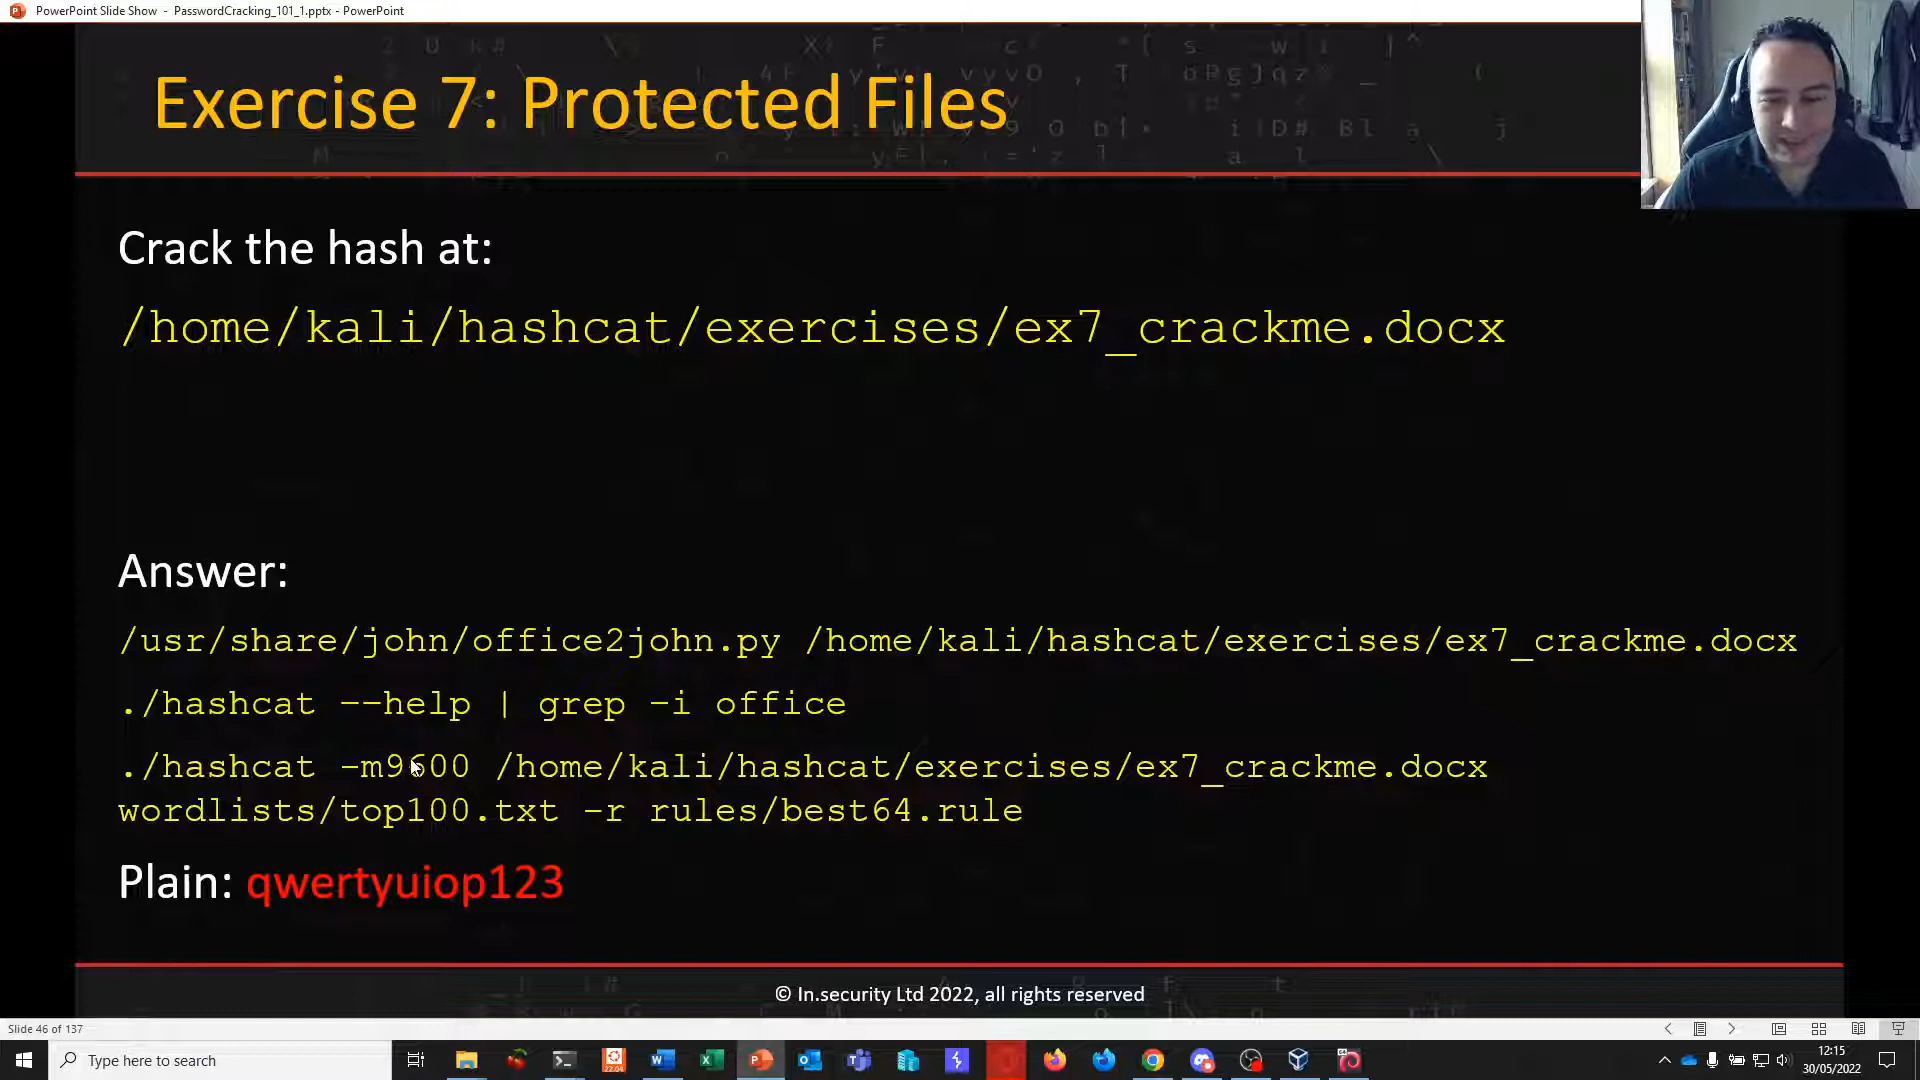 PowerPoint Slide Show - PasswordCracking_101_1.pptx - PowerPoint
Exercise 7: Protected Files
Crack the hash at:
/home/kali/hashcat/exercises/ex7_crackme.docx
Answer:
/usr/share/john/office2john.py /home/kali/hashcat/exercises/ex7_crackme.docx
./hashcat --help | grep -i office
./hashcat -m9600 /home/kali/hashcat/exercises/ex7_crackme.docx
wordlists/top100.txt -r rules/best64.rule
Plain: qwertyuiop123
© In.security Ltd 2022, all rights reserved
Slide 46 of 137
Type here to search
22.04
12:15
30/05/2022